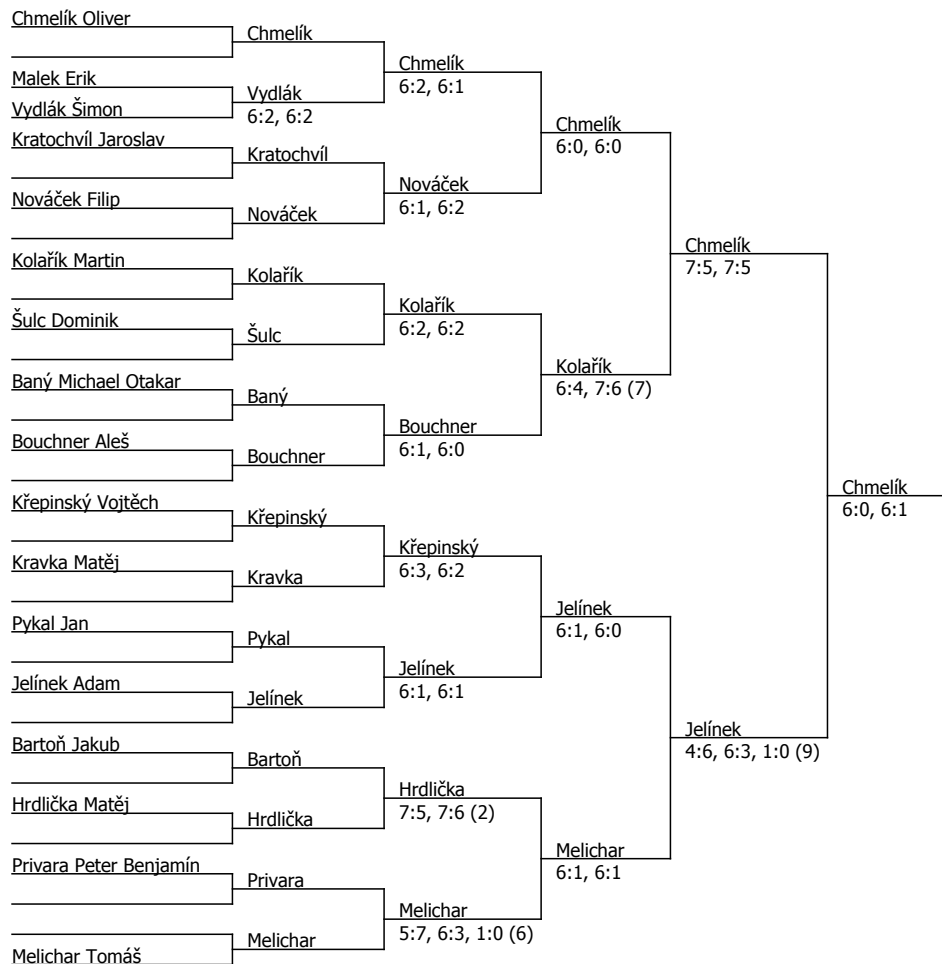 Chmelík Oliver
Malek Erik
Vydlák Šimon
Kratochvíl Jaroslav
Nováček Filip
Kolařík Martin
Šulc Dominik
Baný Michael Otakar
Bouchner Aleš
Křepinský Vojtěch
Kravka Matěj
Pykal Jan
Jelínek Adam
Bartoň Jakub
Hrdlička Matěj
Privara Peter Benjamín
Melichar Tomáš
Chmelík
Vydlák
6:2, 6:2
Kratochvíl
Nováček
Kolařík
Šulc
Baný
Bouchner
Křepinský
Kravka
Pykal
Jelínek
Bartoň
Hrdlička
Privara
Melichar
Chmelík
6:2, 6:1
Nováček
6:1, 6:2
Kolařík
6:2, 6:2
Bouchner
6:1, 6:0
Křepinský
6:3, 6:2
Jelínek
6:1, 6:1
Hrdlička
7:5, 7:6 (2)
Melichar
5:7, 6:3, 1:0 (6)
Chmelík
6:0, 6:0
Kolařík
6:4, 7:6 (7)
Jelínek
6:1, 6:0
Melichar
6:1, 6:1
Chmelík
7:5, 7:5
Jelínek
4:6, 6:3, 1:0 (9)
Chmelík
6:0, 6:1